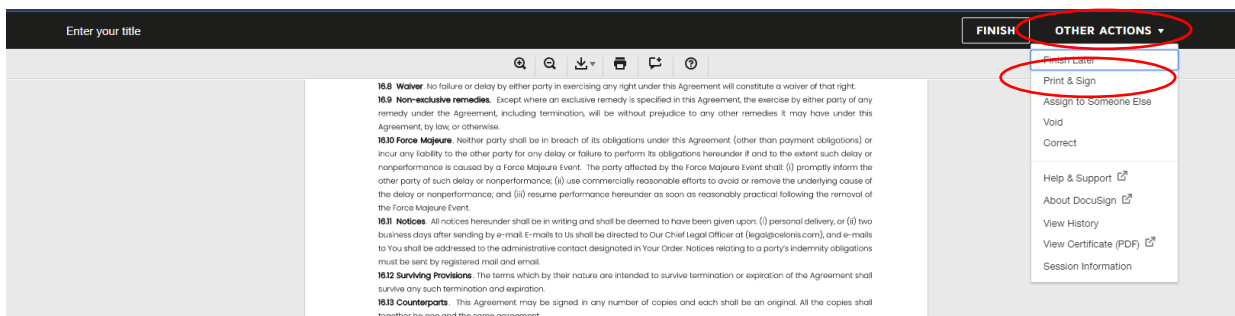 Enter your title
FINISH
OTHER ACTIONS
Finish Later
Print & Sign
Assign to Someone Else
Void
Correct
Help & Support
About DocuSign
View History
View Certificate (PDF)
Session Information
16.8 Waiver. No failure or delay by either party in exercising any right under this Agreement will constitute a waiver of that right.
16.9 Non-exclusive remedies. Except where an exclusive remedy is specified in this Agreement, the exercise by either party of any
remedy under the Agreement, including termination, will be without prejudice to any other remedies it may have under this
Agreement, by law, or otherwise.
16.10 Force Majeure. Neither party shall be in breach of its obligations under this Agreement (other than payment obligations) or
incur any liability to the other party for any delay or failure to perform its obligations hereunder if and to the extent such delay or
nonperformance is caused by a Force Majeure Event. The party affected by the Force Majeure Event shall: (i) promptly inform the
other party of such delay or nonperformance; (ii) use commercially reasonable efforts to avoid or remove the underlying cause of
the delay or nonperformance; and (iii) resume performance hereunder as soon as reasonably practical following the removal of
the Force Majeure Event.
16.11 Notices. All notices hereunder shall be in writing and shall be deemed to have been given upon: (i) personal delivery, or (ii) two
business days after sending by e-mail. E-mails to Us shall be directed to Our Chief Legal Officer at (legal@celonis.com), and e-mails
to You shall be addressed to the administrative contact designated in Your Order. Notices relating to a party's indemnity obligations
must be sent by registered mail and email.
16.12 Surviving Provisions. The terms which by their nature are intended to survive termination or expiration of the Agreement shall
survive any such termination and expiration.
16.13 Counterparts. This Agreement may be signed in any number of copies and each shall be an original. All the copies shall
together be one and the same agreement.